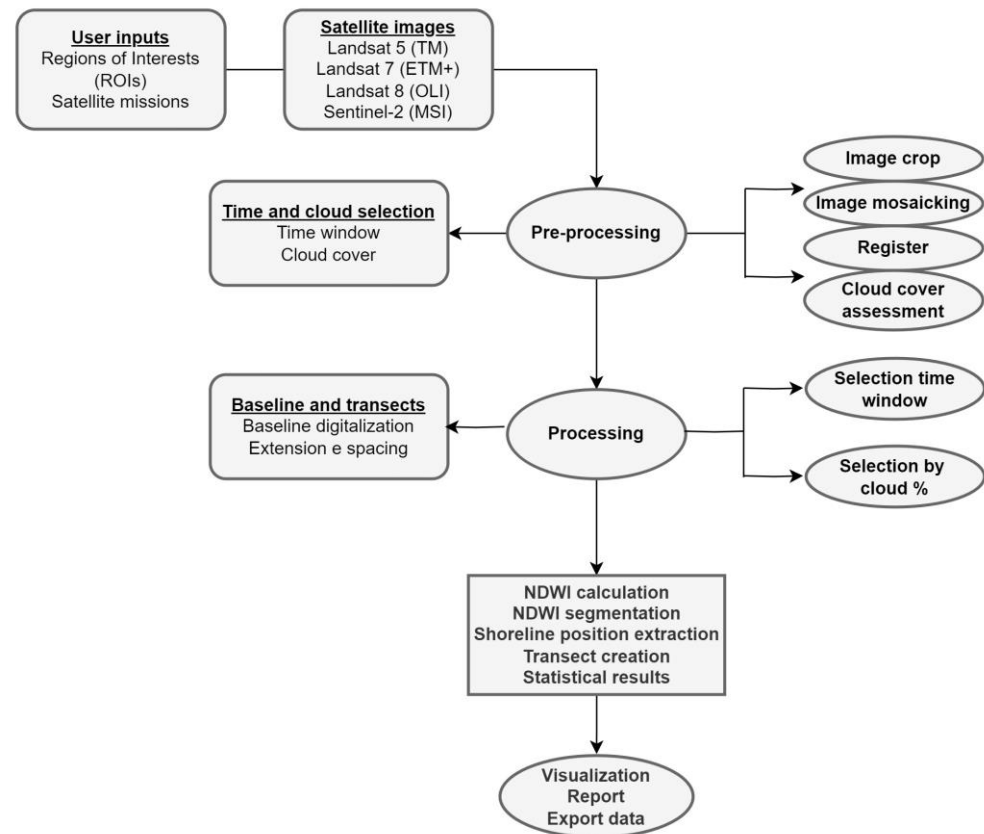 User inputs
Regions of Interests
(ROIs)
Satellite missions
Satellite images
Landsat 5 (TM)
Landsat 7 (ETM+)
Landsat 8 (OLI)
Sentinel-2 (MSI)
Time and cloud selection
Time window
Cloud cover
Pre-processing
Image crop
Image mosaicking
Register
Cloud cover
assessment
Baseline and transects
Baseline digitalization
Extension e spacing
Processing
Selection time
window
Selection by
cloud %
NDWI calculation
NDWI segmentation
Shoreline position extraction
Transect creation
Statistical results
Visualization
Report
Export data